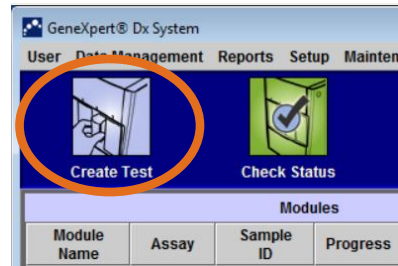 GeneXpert® Dx System
User Data Management Reports Setup
Create Test Check Status
Modules
Module Name Assay Sample ID Progress